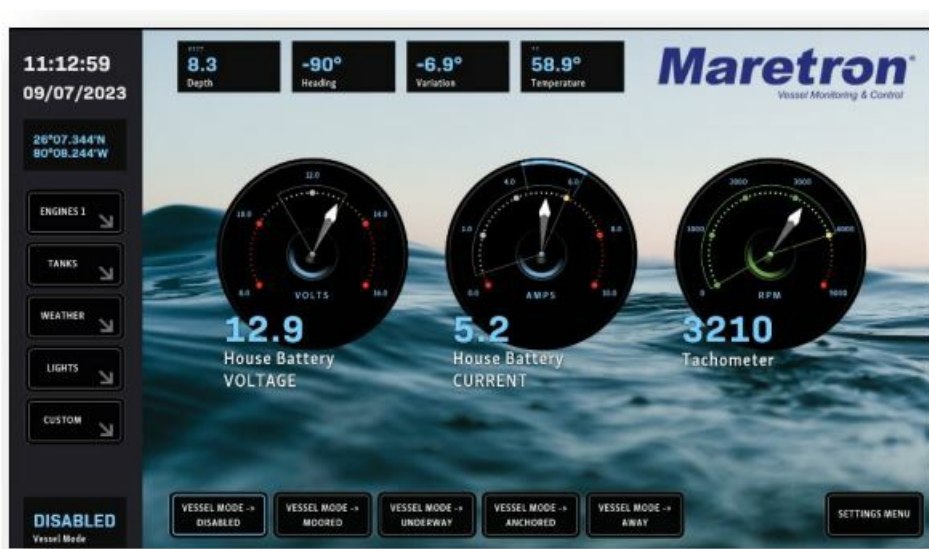 11:12:59
09/07/2023
26°07.344'N
80°08.244'W
ENGINES 1
TANKS
WEATHER
LIGHTS
CUSTOM
DISABLED
Vessel Mode
8.3
Depth
-90°
Heading
-6.9°
Variation
58.9°
Temperature
Maretron
Vessel Monitoring & Control
8.0
10.0
12.0
14.0
16.0
VOLTS
12.9
House Battery
VOLTAGE
0.0
2.0
4.0
6.0
8.0
10.0
AMPS
5.2
House Battery
CURRENT
0
1000
2000
3000
4000
5000
RPM
3210
Tachometer
VESSEL MODE ->
DISABLED
VESSEL MODE ->
MOORED
VESSEL MODE ->
UNDERWAY
VESSEL MODE ->
ANCHORED
VESSEL MODE ->
AWAY
SETTINGS MENU